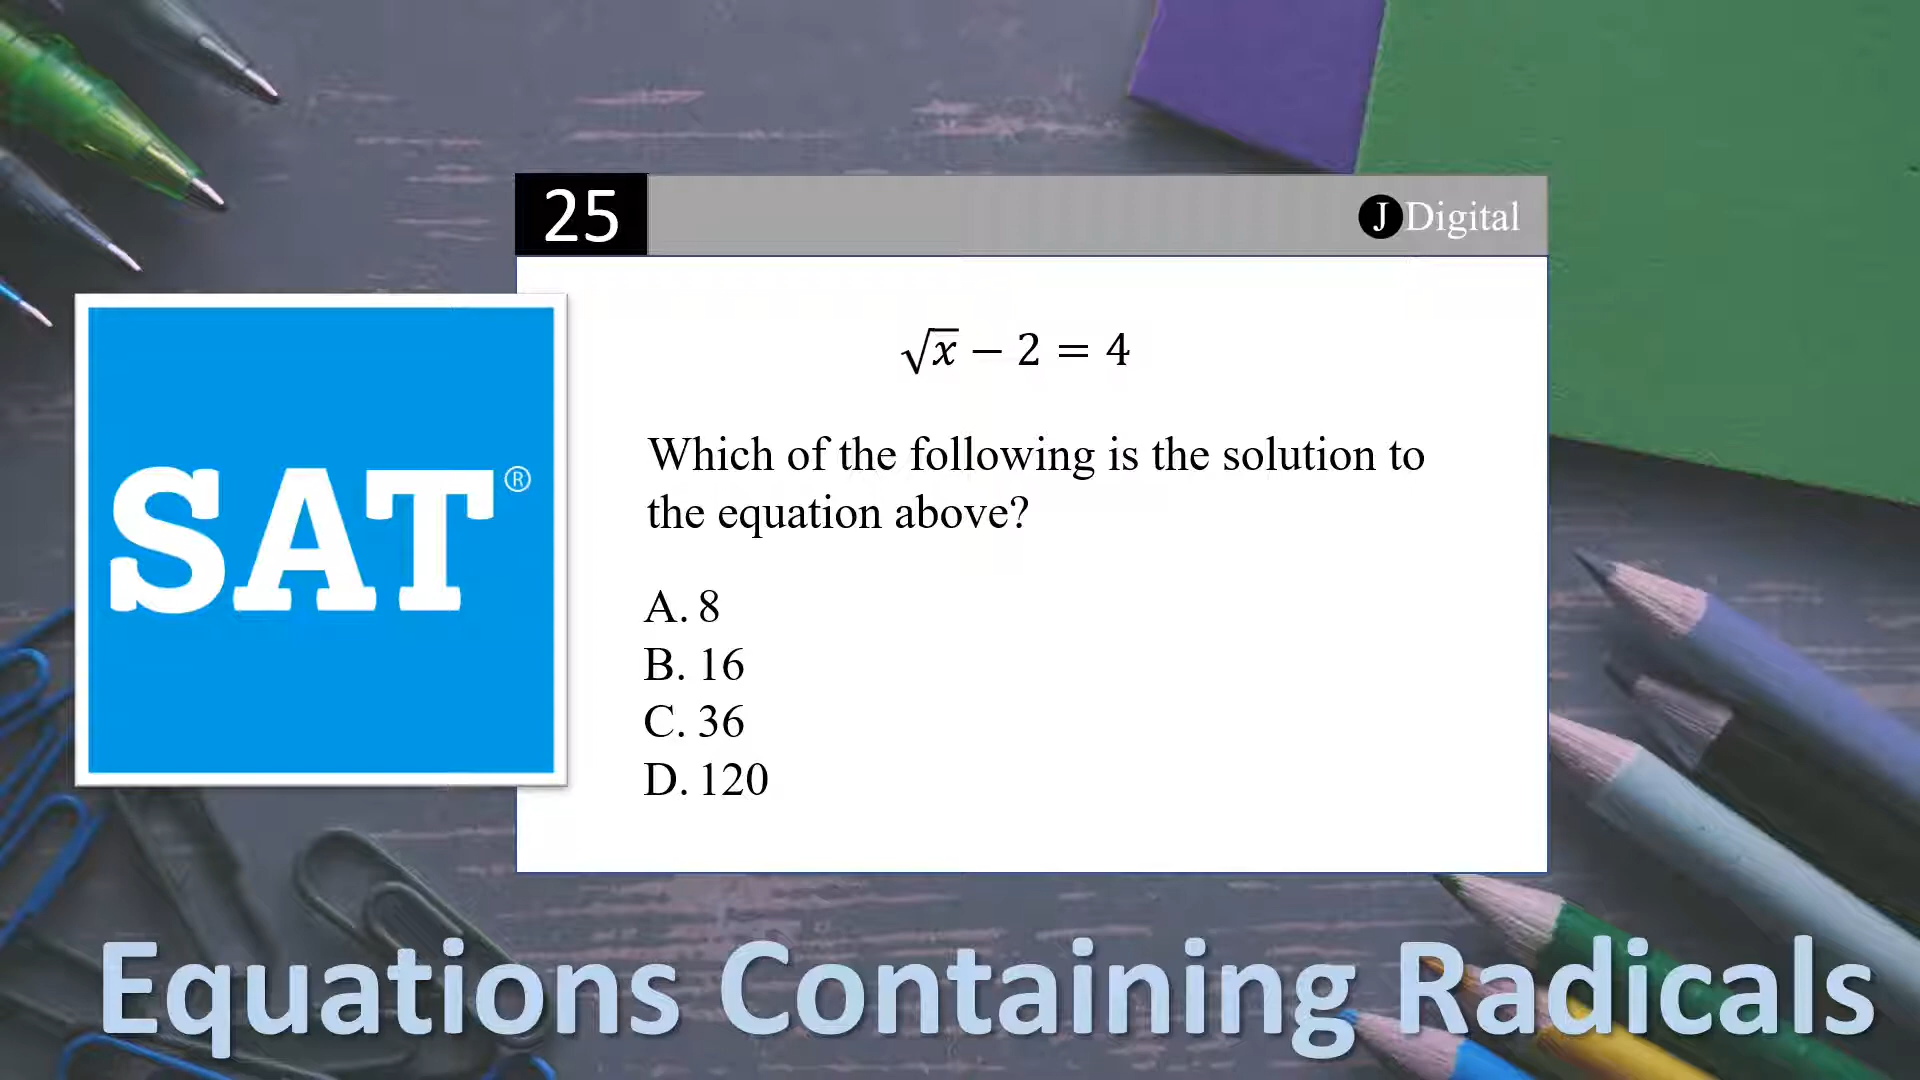 25
J Digital
√x − 2 = 4
Which of the following is the solution to
the equation above?
A. 8
B. 16
C. 36
D. 120
SAT®
Equations Containing Radicals